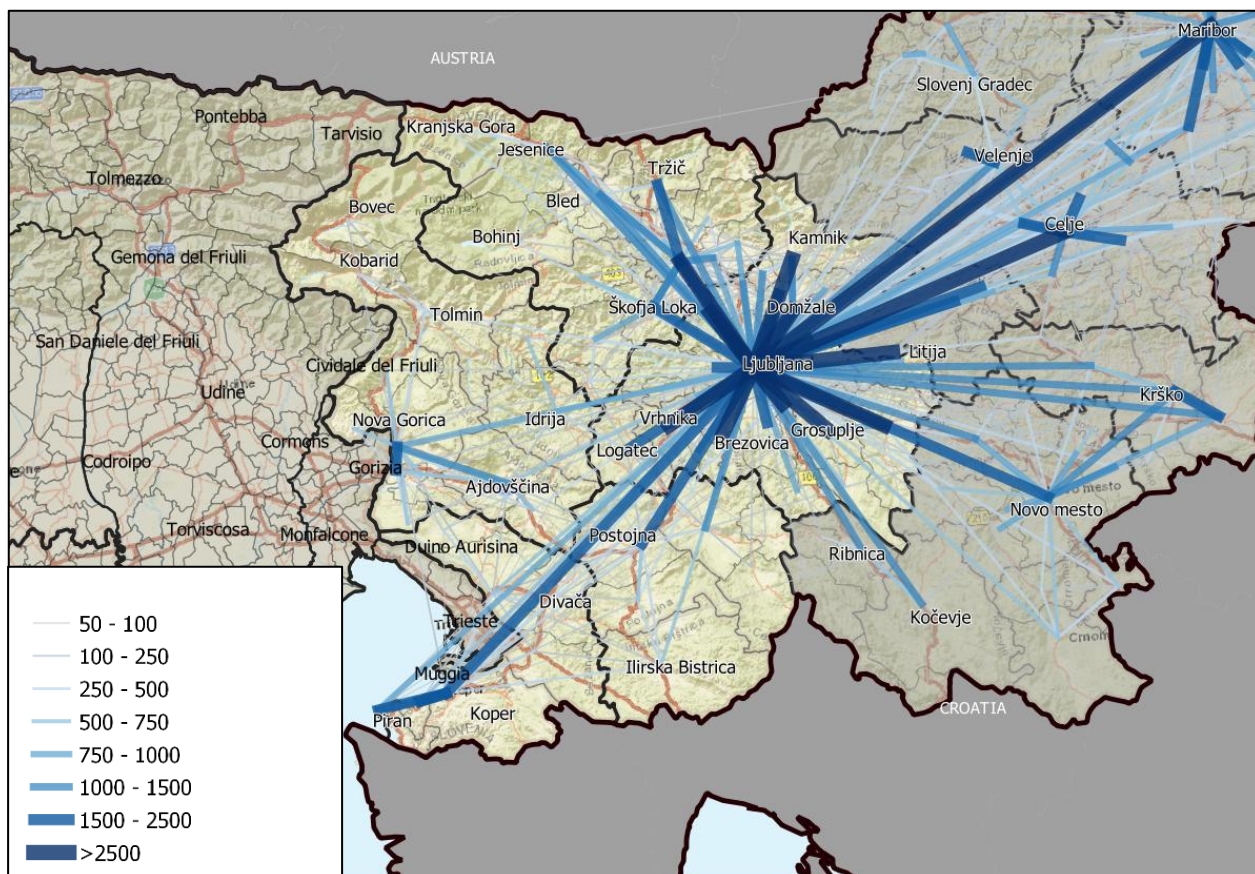 AUSTRIA
Maribor
Slovenj Gradec
Pontebba
Tarvisio
Kranjska Gora
Jesenice
Tržič
Velenje
Tolmezzo
Bovec
Bled
Celje
Bohinj
Kamnik
Gemona del Friuli
Kobarid
Radovljica
403
Škofja Loka
Domžale
Tolmin
San Daniele del Friuli
Cividale del Friuli
Ljubljana
Litija
Udine
Krško
Nova Gorica
Idrija
Vrhnika
Grosuplje
Cormons
Logatec
Brezovica
Codroipo
Gorizia
Ajdovščina
106
Novo mesto
Torviscosa
Monfalcone
Duino Aurisina
Postojna
Ribnica
Divača
Trieste
Kočevje
Muggia
Ilirska Bistrica
Piran
Koper
CROATIA
SLOVENIA
50 - 100
100 - 250
250 - 500
500 - 750
750 - 1000
1000 - 1500
1500 - 2500
>2500